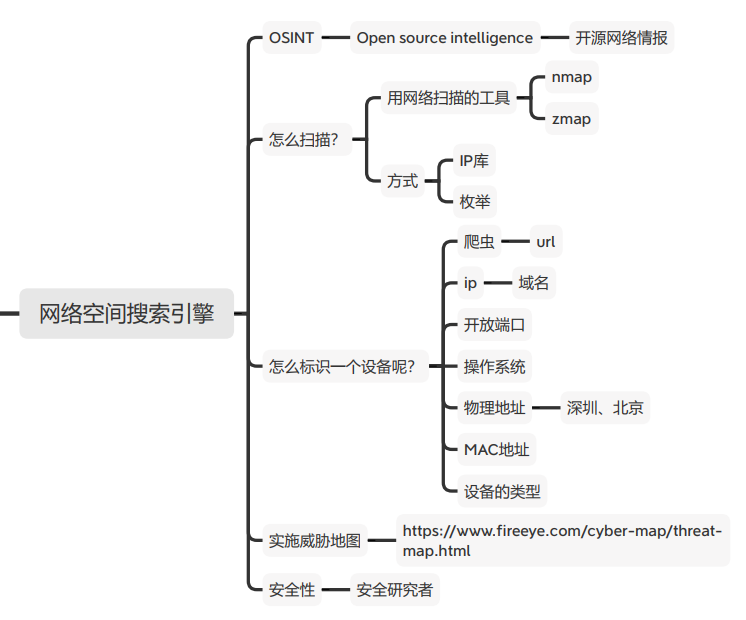 OSINT
Open source intelligence
开源网络情报
怎么扫描？
用网络扫描的工具
nmap
zmap
方式
IP库
枚举
网络空间搜索引擎
怎么标识一个设备呢？
爬虫
url
ip
域名
开放端口
操作系统
物理地址
深圳、北京
MAC地址
设备的类型
实施威胁地图
https://www.fireeye.com/cyber-map/threat-
map.html
安全性
安全研究者